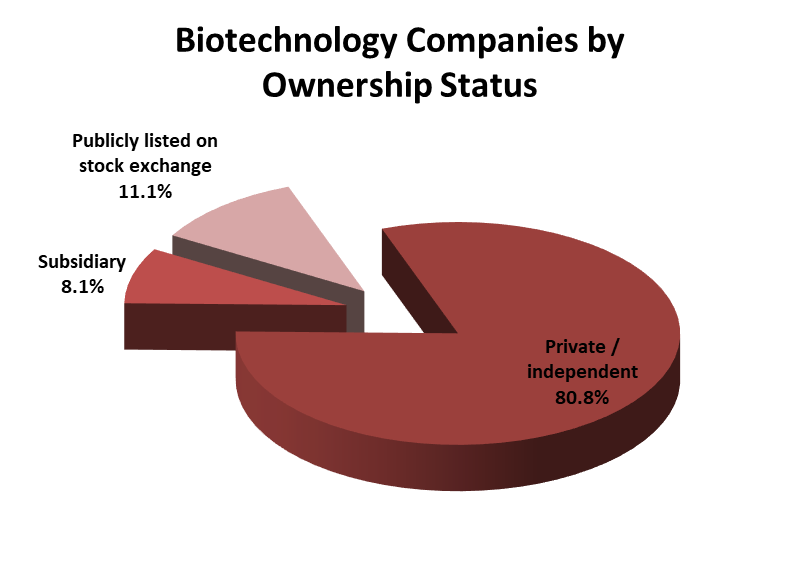 Biotechnology Companies by
Ownership Status
Publicly listed on
stock exchange
11.1%
Subsidiary
8.1%
Private /
independent
80.8%